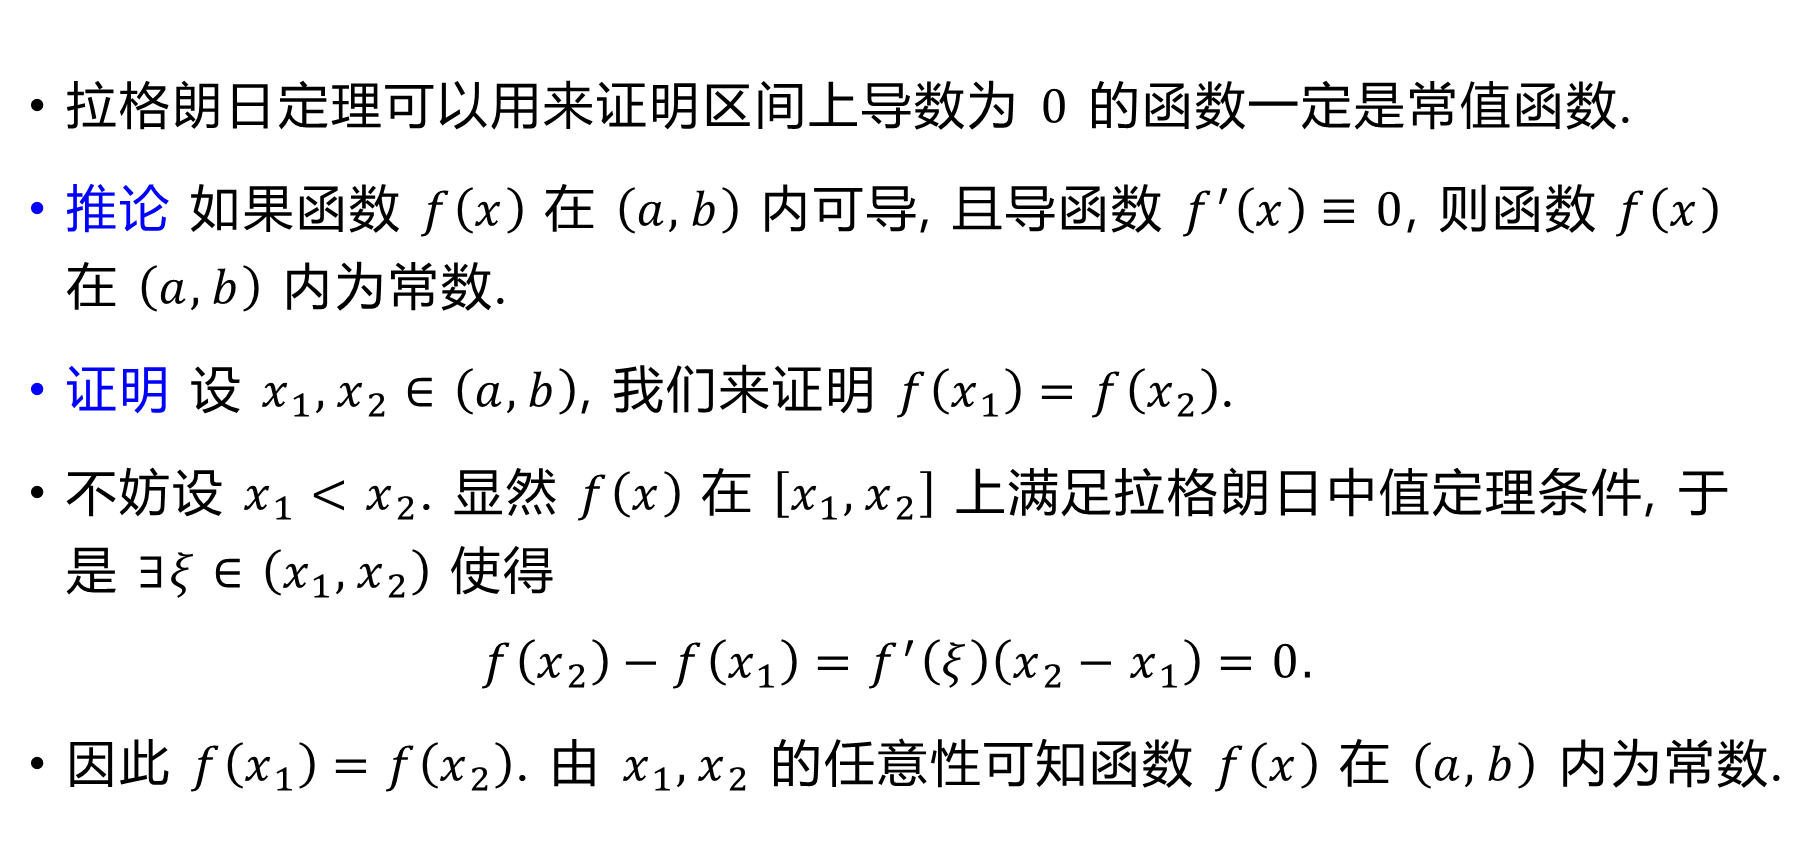 • 拉格朗日定理可以用来证明区间上导数为 0 的函数一定是常值函数.
• 推论 如果函数 f(x) 在 (a, b) 内可导, 且导函数 f′(x) ≡ 0, 则函数 f(x)
在 (a, b) 内为常数.
• 证明 设 x₁, x₂ ∈ (a, b), 我们来证明 f(x₁) = f(x₂).
• 不妨设 x₁ < x₂. 显然 f(x) 在 [x₁, x₂] 上满足拉格朗日中值定理条件, 于
是 ∃ξ ∈ (x₁, x₂) 使得
f(x₂) − f(x₁) = f′(ξ)(x₂ − x₁) = 0.
• 因此 f(x₁) = f(x₂). 由 x₁, x₂ 的任意性可知函数 f(x) 在 (a, b) 内为常数.